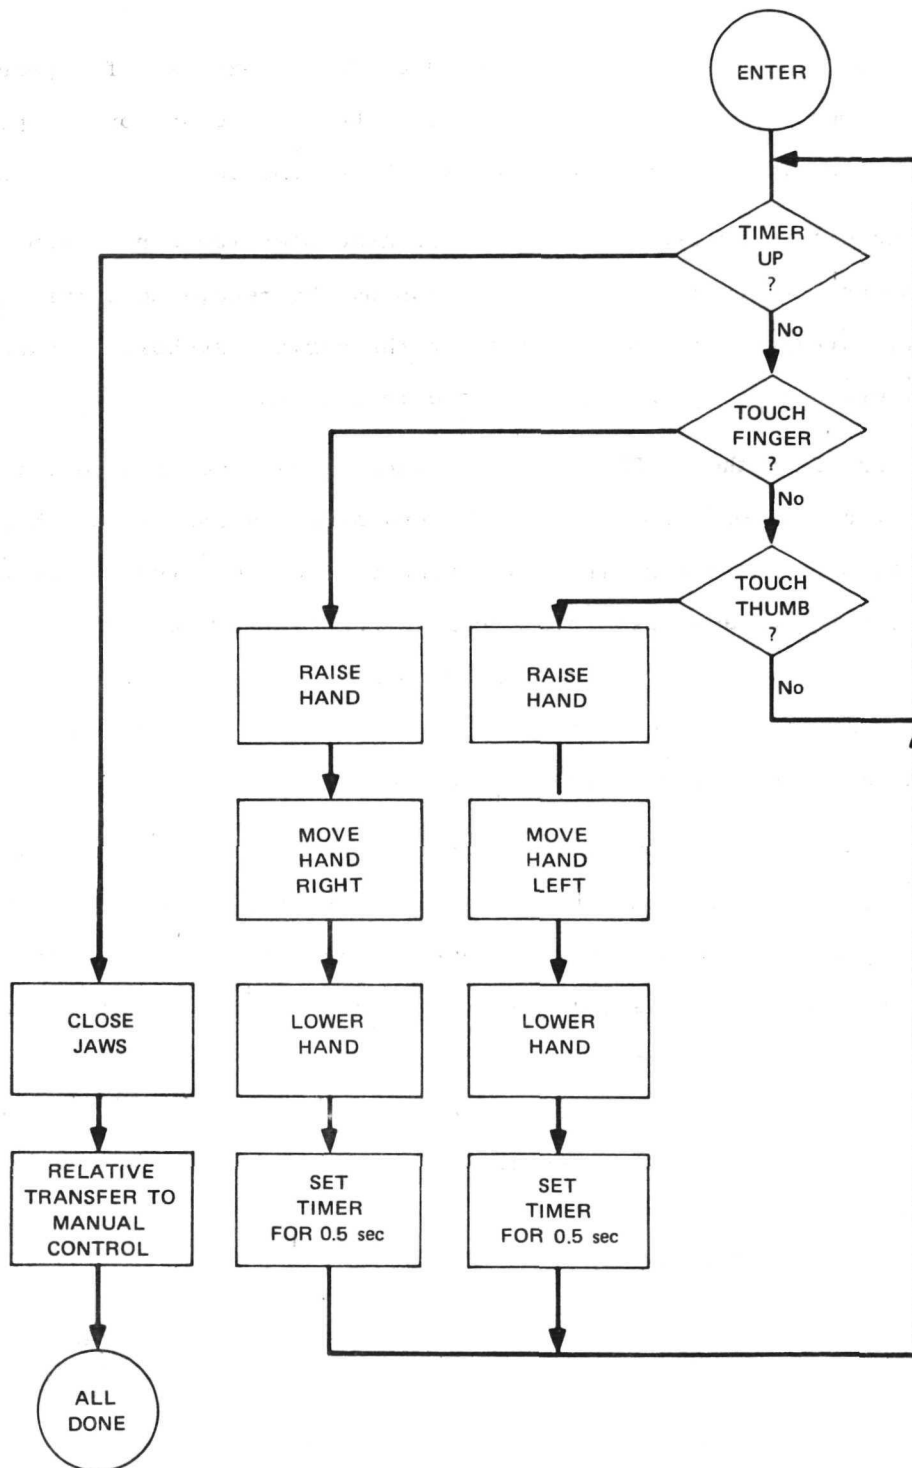 ENTER
TIMER
UP
?
No
TOUCH
FINGER
?
No
TOUCH
THUMB
?
No
RAISE
HAND
MOVE
HAND
RIGHT
LOWER
HAND
SET
TIMER
FOR 0.5 sec
RAISE
HAND
MOVE
HAND
LEFT
LOWER
HAND
SET
TIMER
FOR 0.5 sec
CLOSE
JAWS
RELATIVE
TRANSFER TO
MANUAL
CONTROL
ALL
DONE